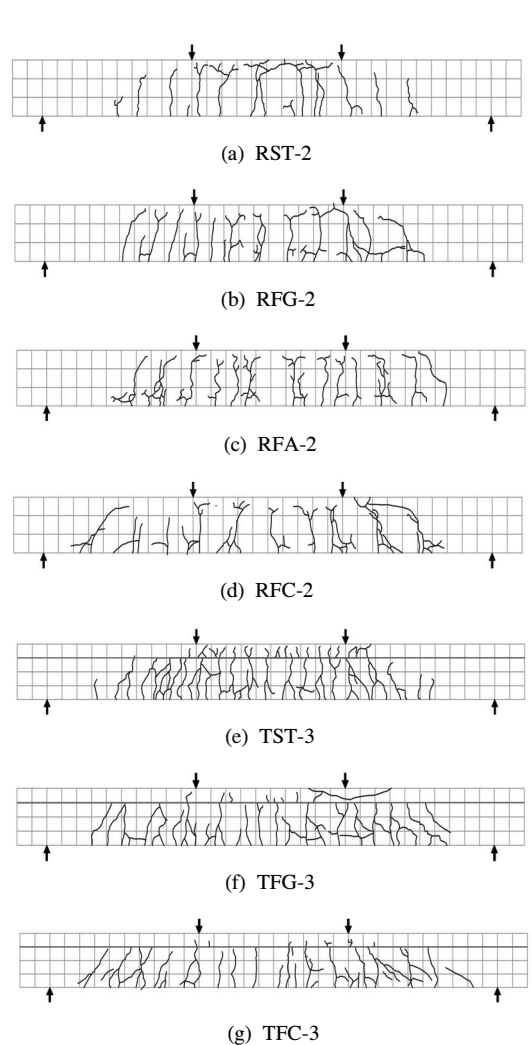 (a) RST-2
(b) RFG-2
(c) RFA-2
(d) RFC-2
(e) TST-3
(f) TFG-3
(g) TFC-3